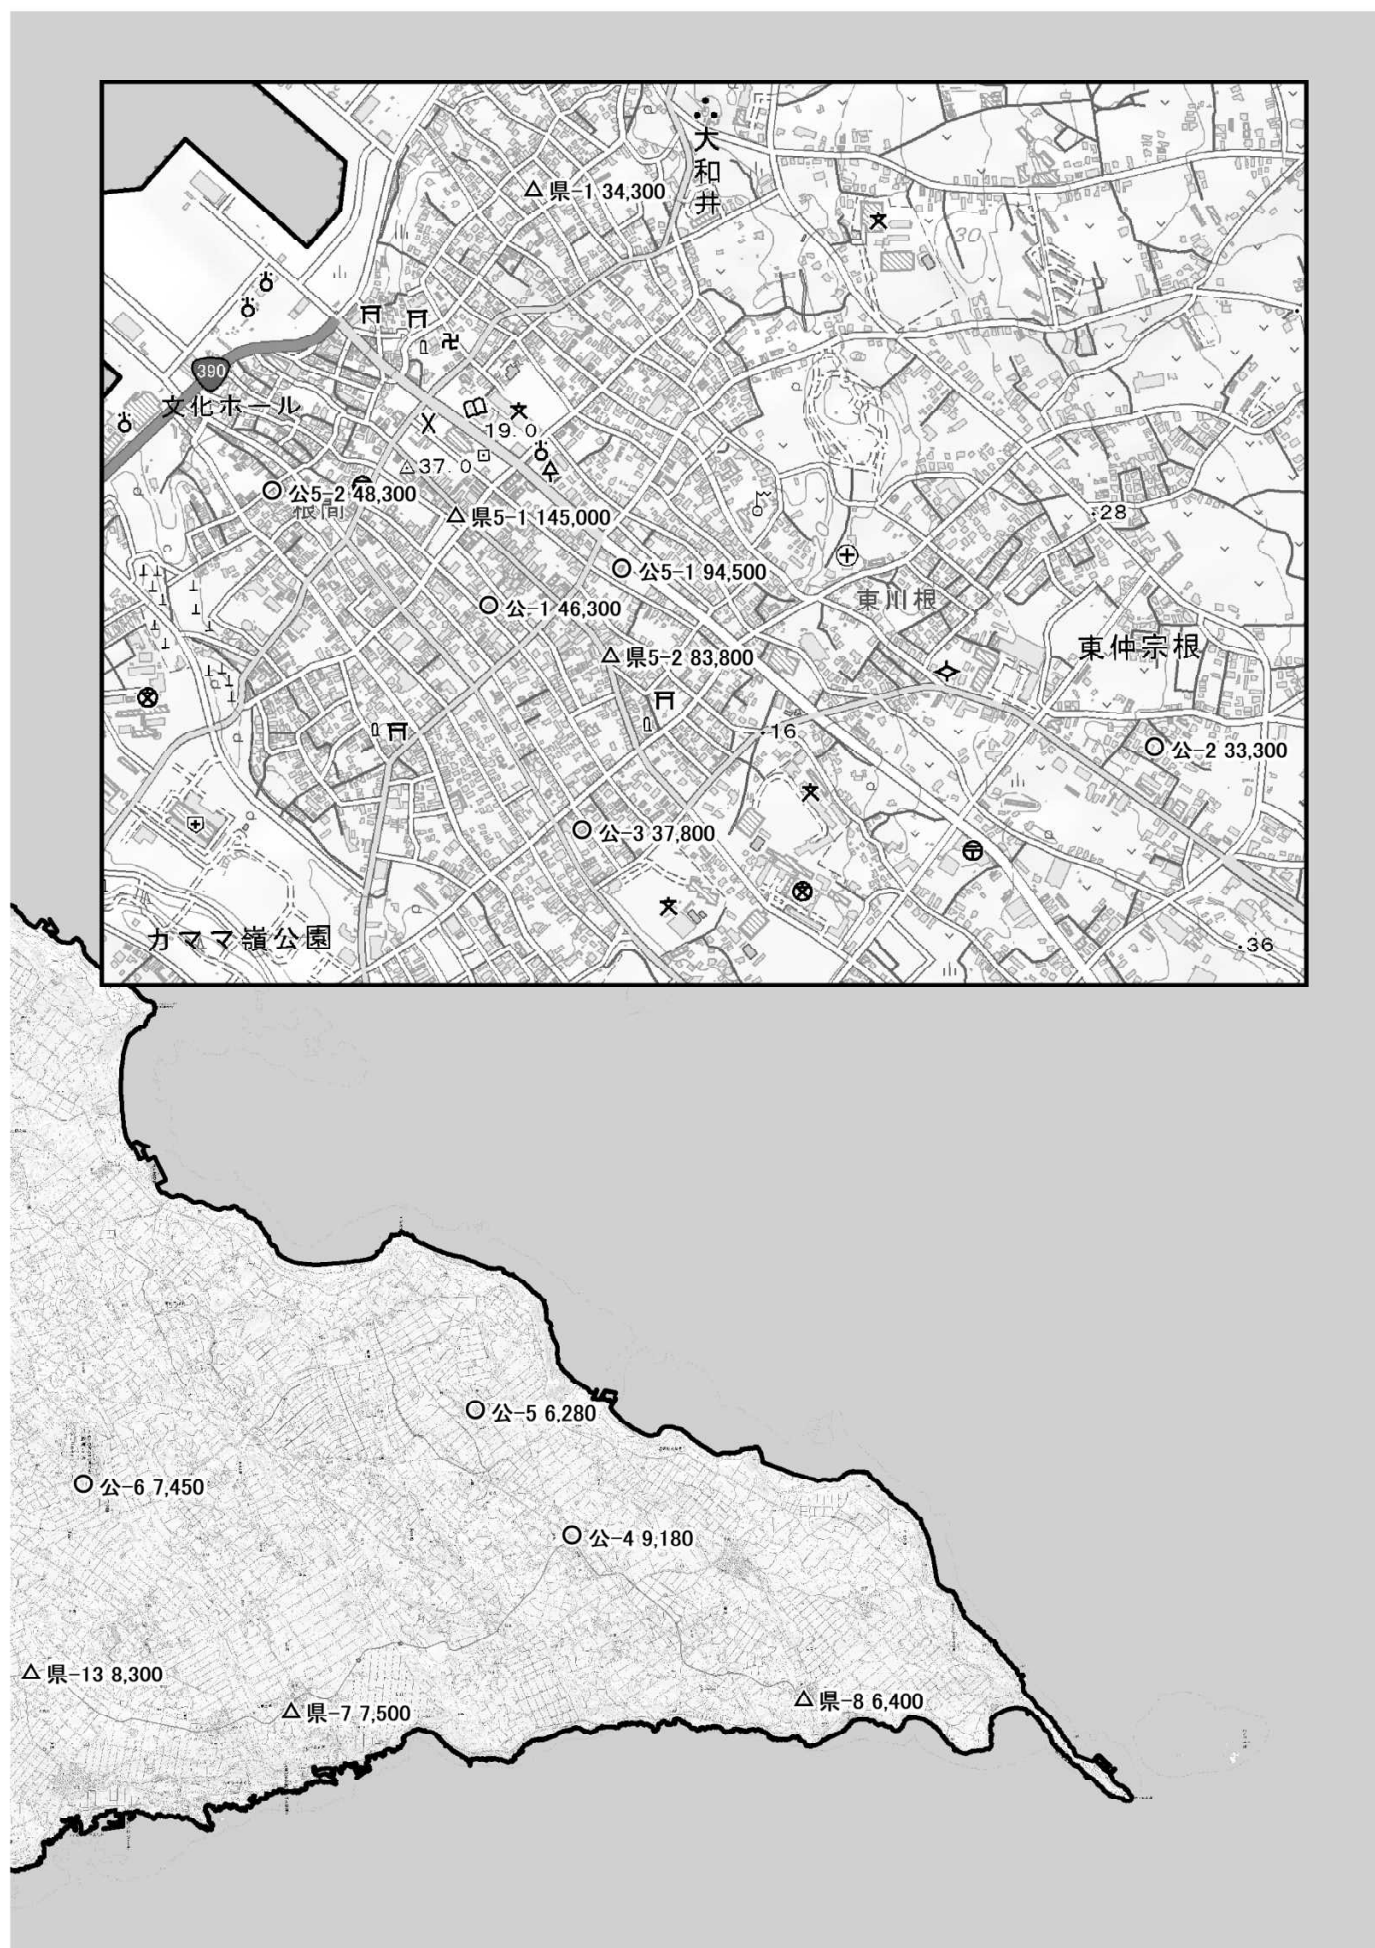 大和井
県-1 34,300
30
390
文化ホール
19.0
37.0
公5-2 48,300
根間
県5-1 145,000
28
公5-1 94,500
公-1 46,300
東川根
東仲宗根
県5-2 83,800
16
公-2 33,300
公-3 37,800
カママ嶺公園
36
公-5 6,280
公-6 7,450
公-4 9,180
県-13 8,300
県-7 7,500
県-8 6,400